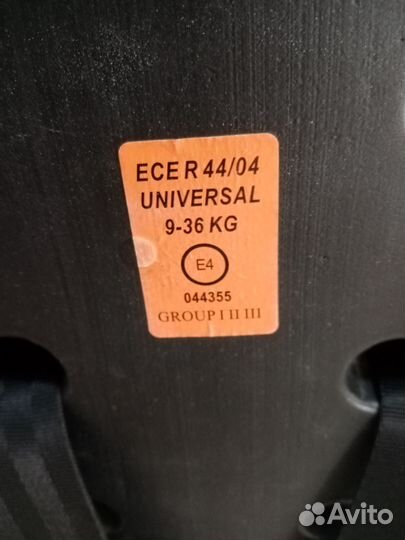 ECE R 44/04
UNIVERSAL
9-36 KG
E4
044355
GROUP I II III
Avito